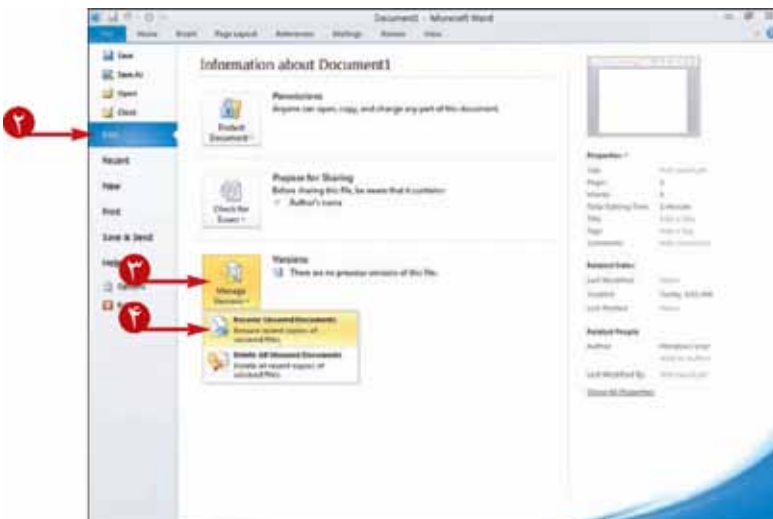 Document1 - Microsoft Word
Home Insert Page Layout References Mailings Review View
Save
Save As
Open
Close
Info
Recent
New
Print
Save & Send
Help
Information about Document1
Permissions
Anyone can open, copy, and change any part of this document.
Protect
Document
Prepare for Sharing
Before sharing this file, be aware that it contains:
Author's name
Check for
Issues
Versions
There are no previous versions of this file.
Manage
Versions
Recover Unsaved Documents
Browse recent copies of
unsaved files
Delete All Unsaved Documents
Delete all recent copies of
unsaved files
Properties
Size
Pages
Words
Total Editing Time
Title Add a title
Tags Add a tag
Comments Add comments
Related Dates
Last Modified
Created
Last Printed
Related People
Author
Last Modified By
Show All Properties
۲
۳
۴